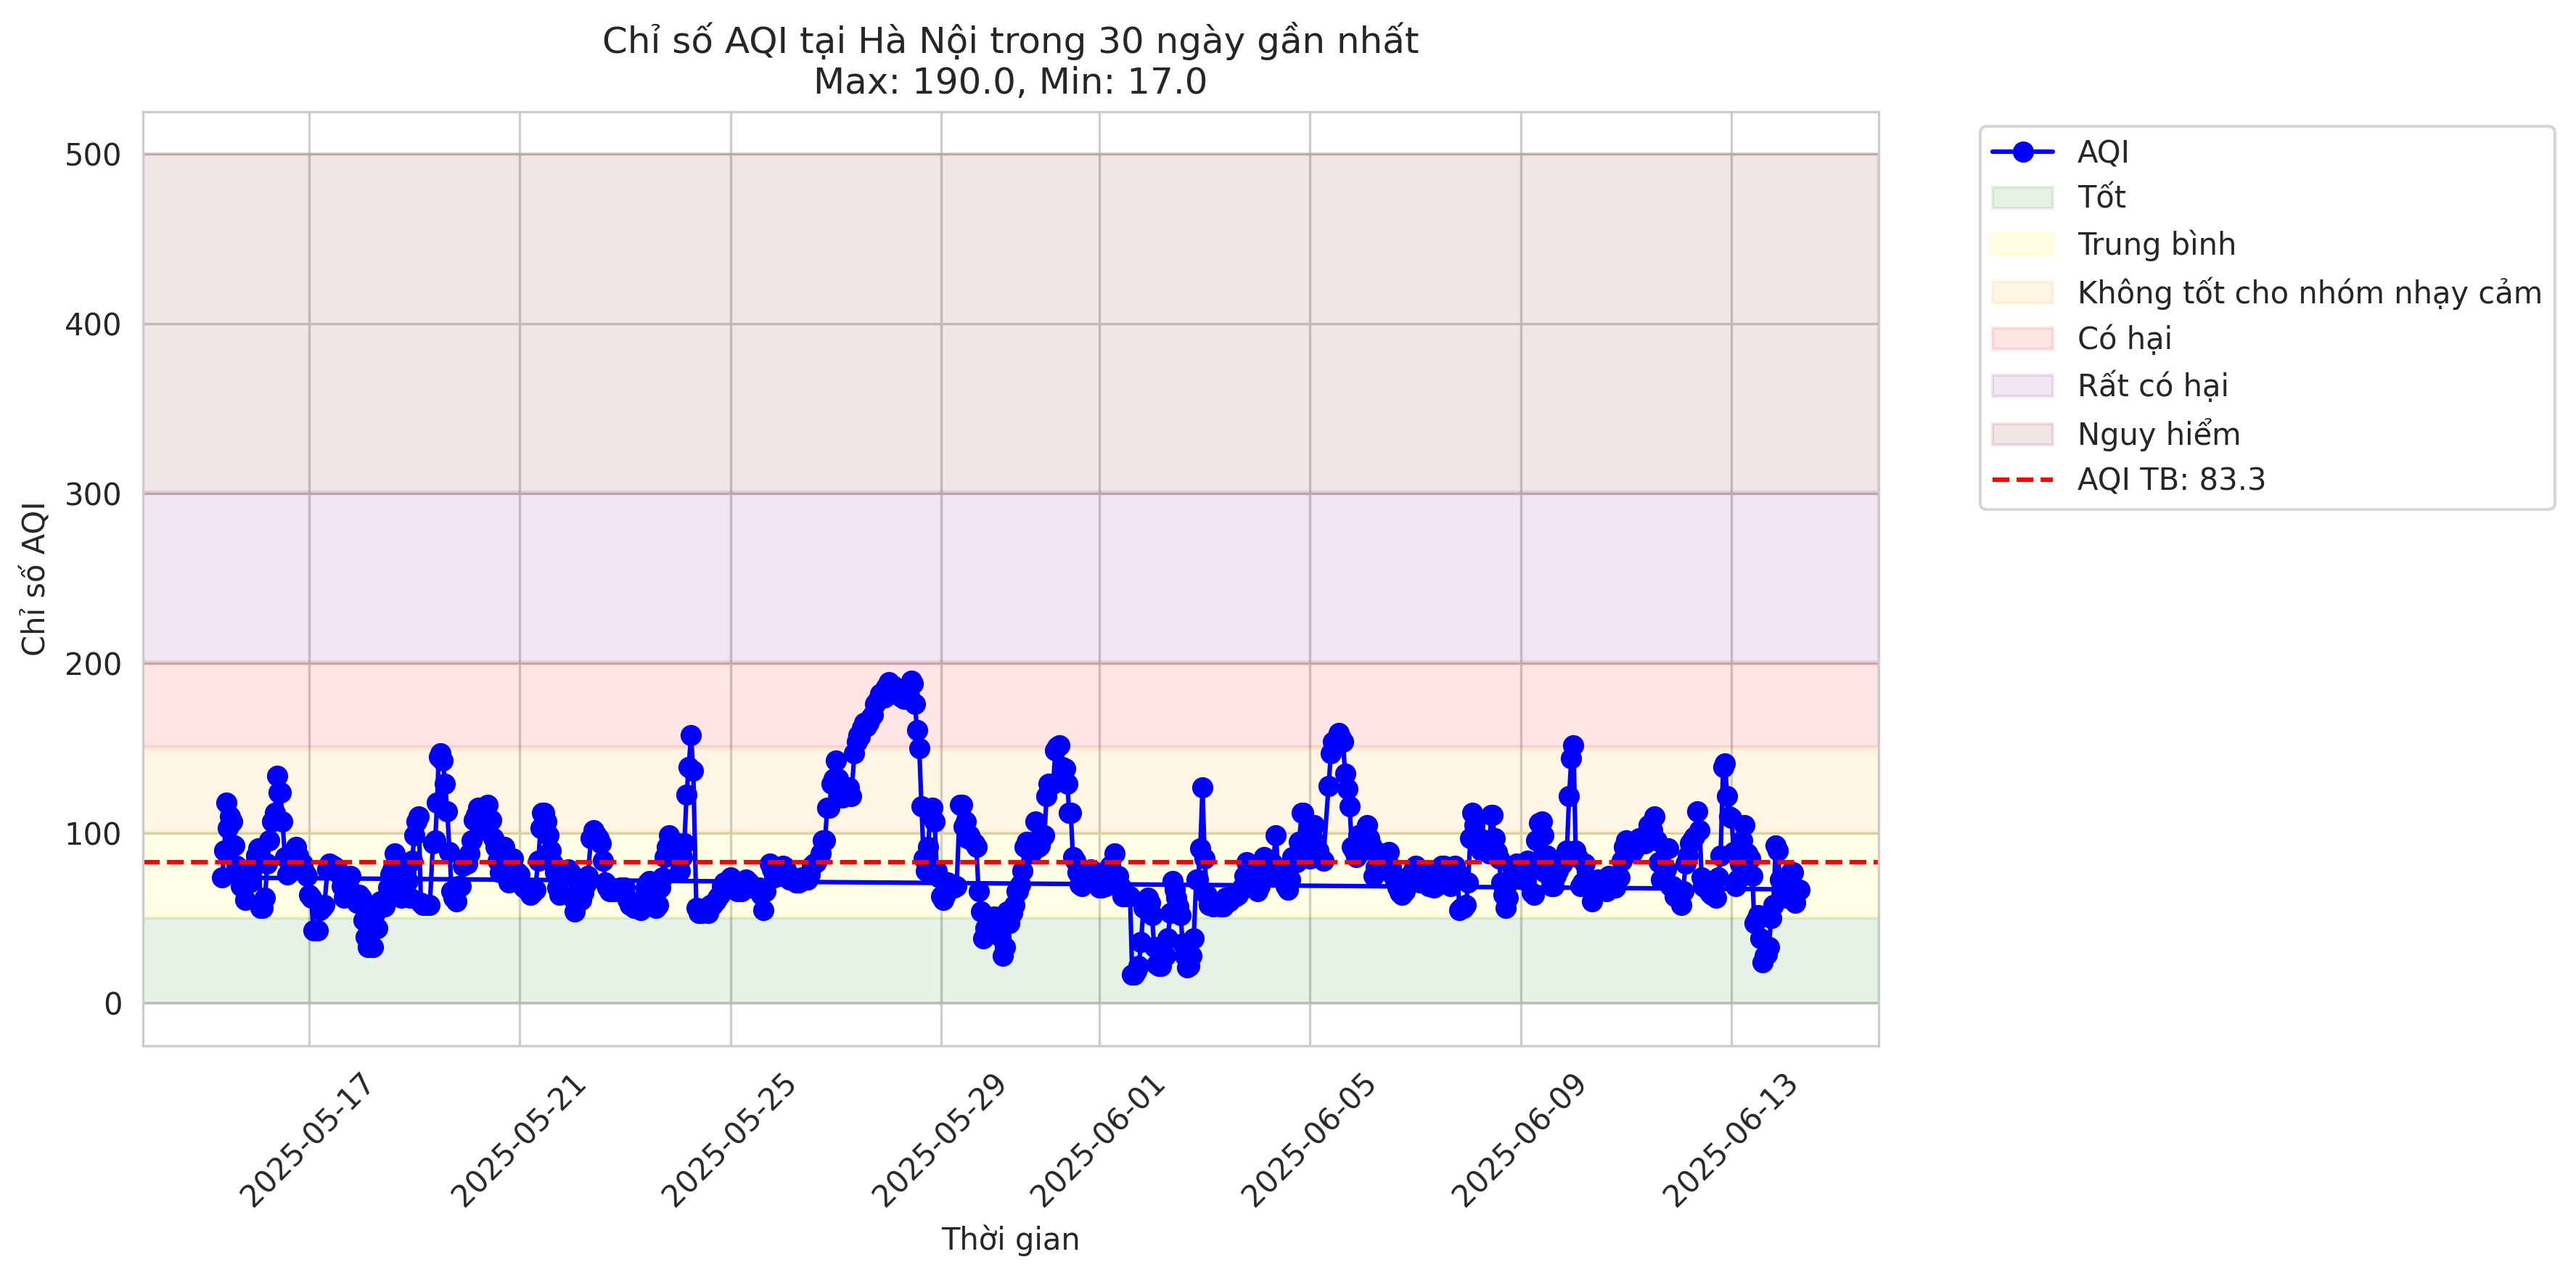 Chỉ số AQI tại Hà Nội trong 30 ngày gần nhất
Max: 190.0, Min: 17.0
Chỉ số AQI
500
400
300
200
100
0
2025-05-17
2025-05-21
2025-05-25
2025-05-29
2025-06-01
2025-06-05
2025-06-09
2025-06-13
Thời gian
AQI
Tốt
Trung bình
Không tốt cho nhóm nhạy cảm
Có hại
Rất có hại
Nguy hiểm
AQI TB: 83.3